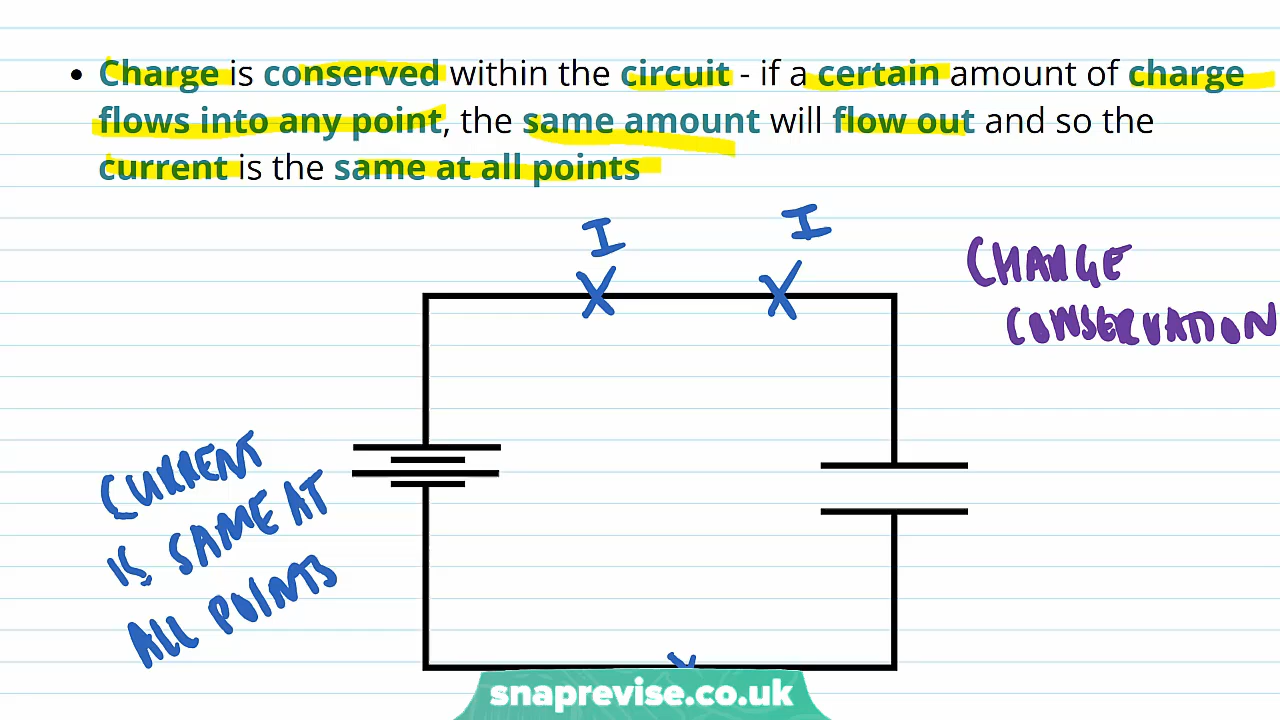 • Charge is conserved within the circuit - if a certain amount of charge
flows into any point, the same amount will flow out and so the
current is the same at all points
I
I
CHARGE
CONSERVATION
CURRENT
IS SAME AT
ALL POINTS
snaprevise.co.uk